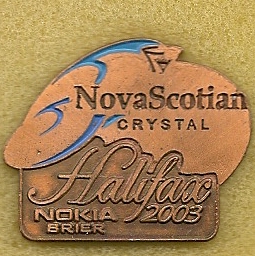 NovaScotian
CRYSTAL
Halifax
NOKIA 2003
BRIER